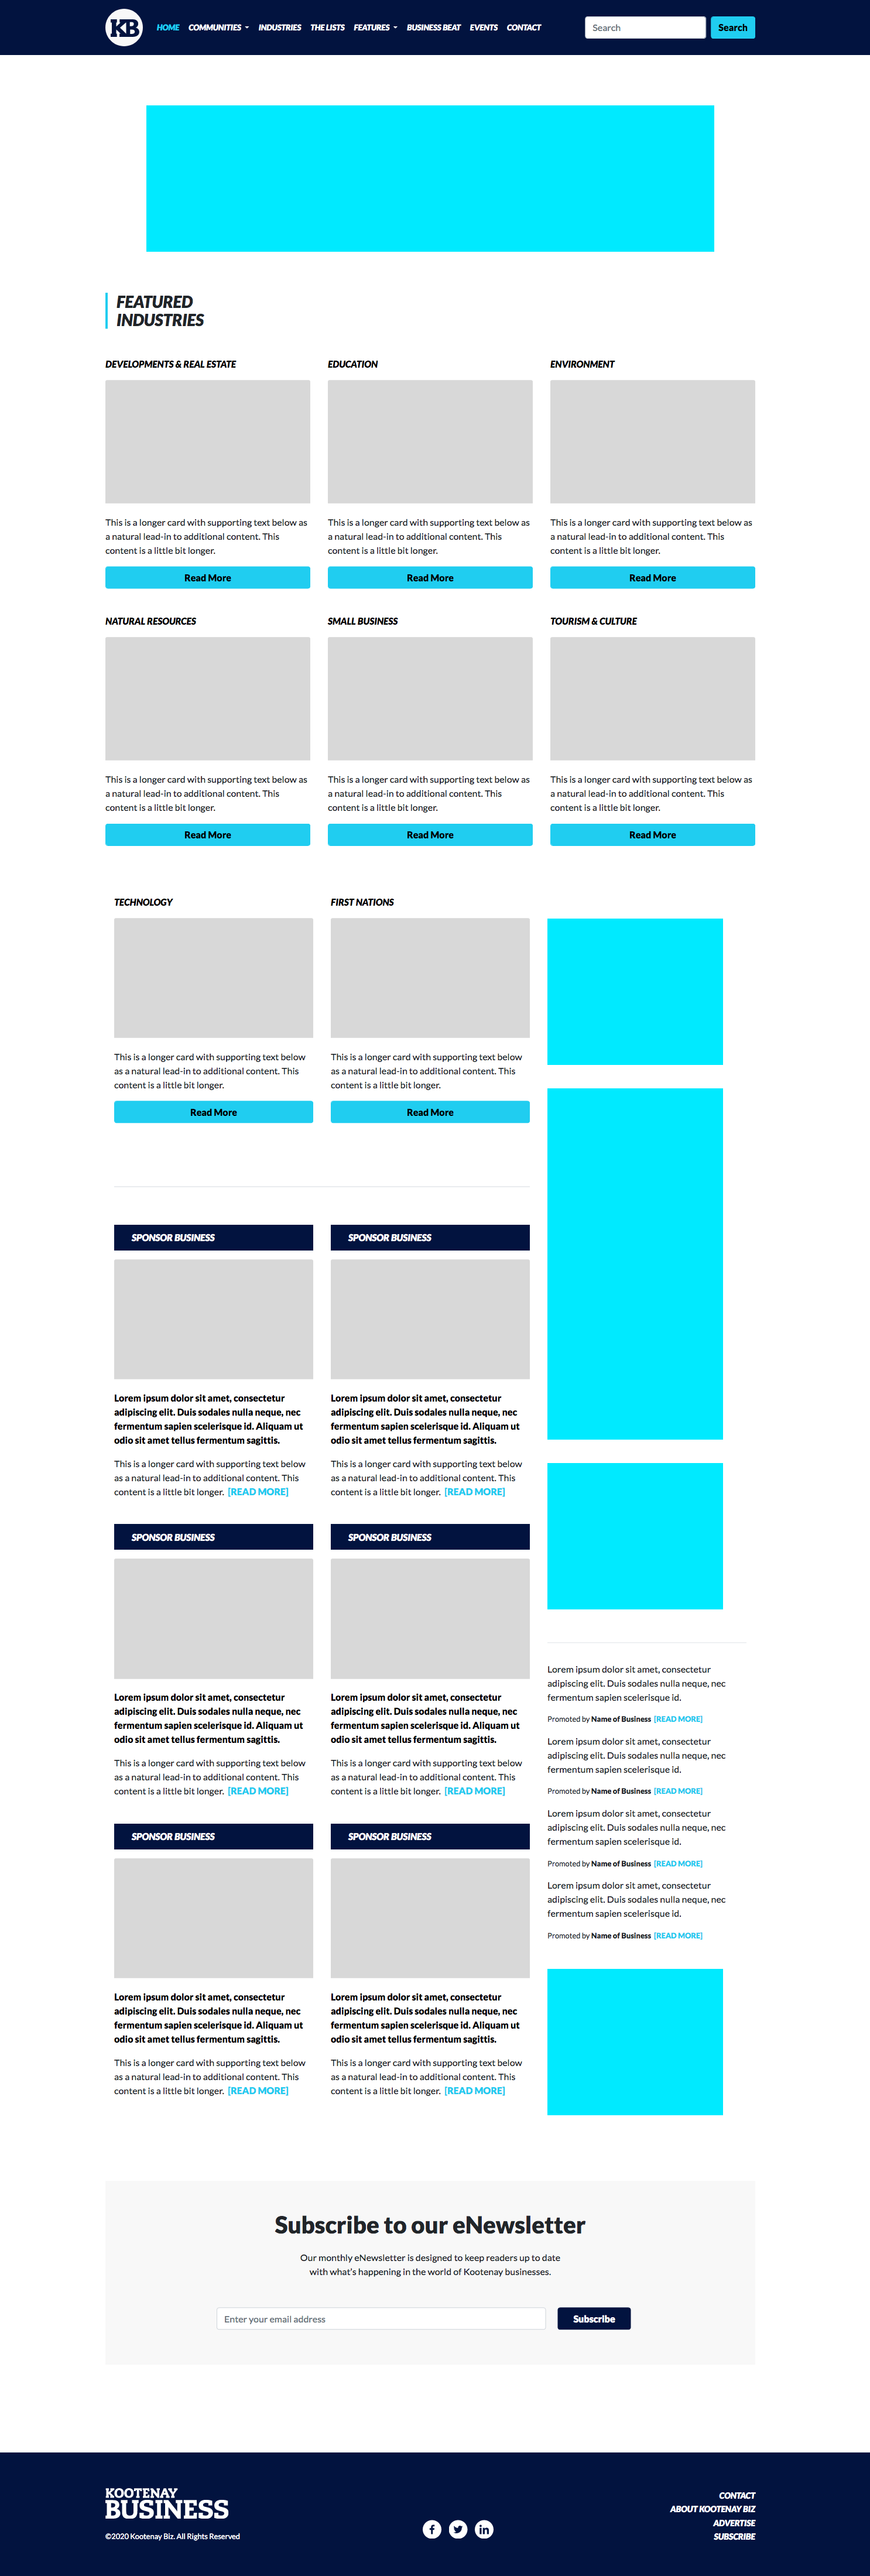 KB
HOME COMMUNITIES INDUSTRIES THE LISTS FEATURES BUSINESS BEAT EVENTS CONTACT
Search Search
FEATURED
INDUSTRIES
DEVELOPMENTS & REAL ESTATE
This is a longer card with supporting text below as
a natural lead-in to additional content. This
content is a little bit longer.
Read More
EDUCATION
This is a longer card with supporting text below as
a natural lead-in to additional content. This
content is a little bit longer.
Read More
ENVIRONMENT
This is a longer card with supporting text below as
a natural lead-in to additional content. This
content is a little bit longer.
Read More
NATURAL RESOURCES
This is a longer card with supporting text below as
a natural lead-in to additional content. This
content is a little bit longer.
Read More
SMALL BUSINESS
This is a longer card with supporting text below as
a natural lead-in to additional content. This
content is a little bit longer.
Read More
TOURISM & CULTURE
This is a longer card with supporting text below as
a natural lead-in to additional content. This
content is a little bit longer.
Read More
TECHNOLOGY
This is a longer card with supporting text below
as a natural lead-in to additional content. This
content is a little bit longer.
Read More
FIRST NATIONS
This is a longer card with supporting text below
as a natural lead-in to additional content. This
content is a little bit longer.
Read More
SPONSOR BUSINESS
Lorem ipsum dolor sit amet, consectetur
adipiscing elit. Duis sodales nulla neque, nec
fermentum sapien scelerisque id. Aliquam ut
odio sit amet tellus fermentum sagittis.
This is a longer card with supporting text below
as a natural lead-in to additional content. This
content is a little bit longer. [READ MORE]
SPONSOR BUSINESS
Lorem ipsum dolor sit amet, consectetur
adipiscing elit. Duis sodales nulla neque, nec
fermentum sapien scelerisque id. Aliquam ut
odio sit amet tellus fermentum sagittis.
This is a longer card with supporting text below
as a natural lead-in to additional content. This
content is a little bit longer. [READ MORE]
SPONSOR BUSINESS
Lorem ipsum dolor sit amet, consectetur
adipiscing elit. Duis sodales nulla neque, nec
fermentum sapien scelerisque id. Aliquam ut
odio sit amet tellus fermentum sagittis.
This is a longer card with supporting text below
as a natural lead-in to additional content. This
content is a little bit longer. [READ MORE]
SPONSOR BUSINESS
Lorem ipsum dolor sit amet, consectetur
adipiscing elit. Duis sodales nulla neque, nec
fermentum sapien scelerisque id. Aliquam ut
odio sit amet tellus fermentum sagittis.
This is a longer card with supporting text below
as a natural lead-in to additional content. This
content is a little bit longer. [READ MORE]
SPONSOR BUSINESS
Lorem ipsum dolor sit amet, consectetur
adipiscing elit. Duis sodales nulla neque, nec
fermentum sapien scelerisque id. Aliquam ut
odio sit amet tellus fermentum sagittis.
This is a longer card with supporting text below
as a natural lead-in to additional content. This
content is a little bit longer. [READ MORE]
SPONSOR BUSINESS
Lorem ipsum dolor sit amet, consectetur
adipiscing elit. Duis sodales nulla neque, nec
fermentum sapien scelerisque id. Aliquam ut
odio sit amet tellus fermentum sagittis.
This is a longer card with supporting text below
as a natural lead-in to additional content. This
content is a little bit longer. [READ MORE]
Lorem ipsum dolor sit amet, consectetur
adipiscing elit. Duis sodales nulla neque, nec
fermentum sapien scelerisque id.
Promoted by Name of Business [READ MORE]
Lorem ipsum dolor sit amet, consectetur
adipiscing elit. Duis sodales nulla neque, nec
fermentum sapien scelerisque id.
Promoted by Name of Business [READ MORE]
Lorem ipsum dolor sit amet, consectetur
adipiscing elit. Duis sodales nulla neque, nec
fermentum sapien scelerisque id.
Promoted by Name of Business [READ MORE]
Lorem ipsum dolor sit amet, consectetur
adipiscing elit. Duis sodales nulla neque, nec
fermentum sapien scelerisque id.
Promoted by Name of Business [READ MORE]
Subscribe to our eNewsletter
Our monthly eNewsletter is designed to keep readers up to date
with what's happening in the world of Kootenay businesses.
Enter your email address Subscribe
KOOTENAY
BUSINESS
©2020 Kootenay Biz. All Rights Reserved
f in
CONTACT
ABOUT KOOTENAY BIZ
ADVERTISE
SUBSCRIBE